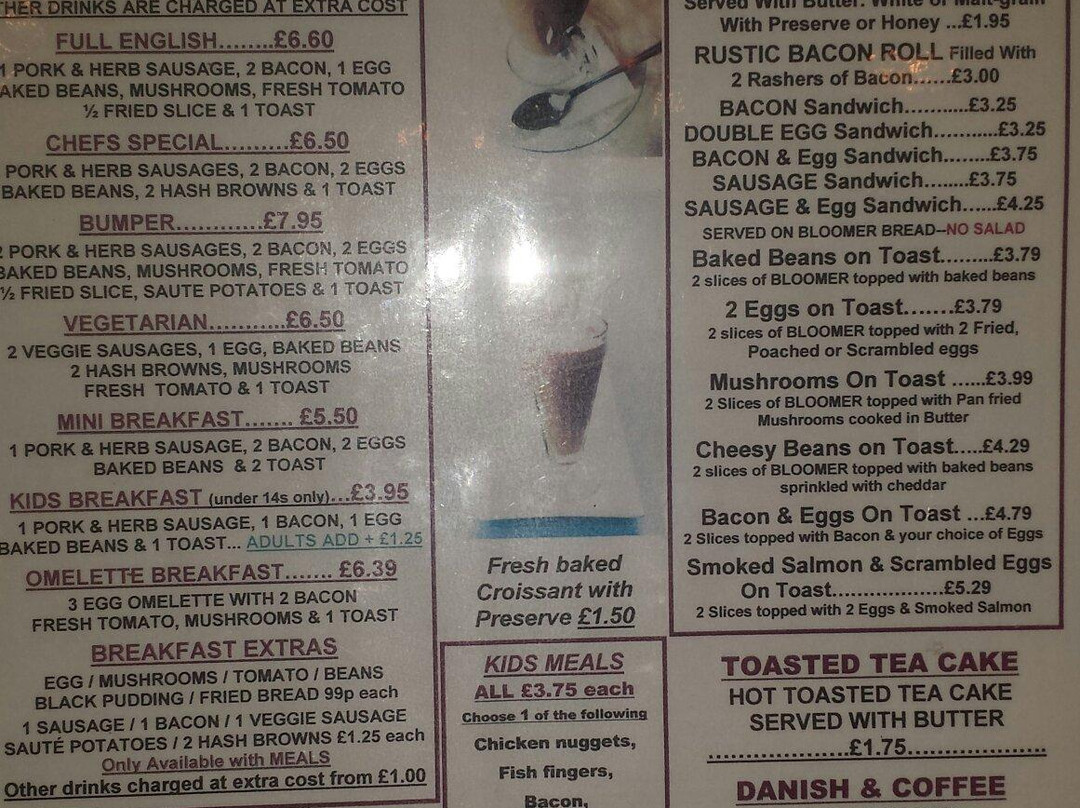 THER DRINKS ARE CHARGED AT EXTRA COST
FULL ENGLISH........£6.60
1 PORK & HERB SAUSAGE, 2 BACON, 1 EGG
AKED BEANS, MUSHROOMS, FRESH TOMATO
½ FRIED SLICE & 1 TOAST
CHEFS SPECIAL.........£6.50
PORK & HERB SAUSAGES, 2 BACON, 2 EGGS
BAKED BEANS, 2 HASH BROWNS & 1 TOAST
BUMPER.............£7.95
2 PORK & HERB SAUSAGES, 2 BACON, 2 EGGS
BAKED BEANS, MUSHROOMS, FRESH TOMATO
½ FRIED SLICE, SAUTE POTATOES & 1 TOAST
VEGETARIAN...........£6.50
2 VEGGIE SAUSAGES, 1 EGG, BAKED BEANS
2 HASH BROWNS, MUSHROOMS
FRESH TOMATO & 1 TOAST
MINI BREAKFAST....... £5.50
1 PORK & HERB SAUSAGE, 2 BACON, 2 EGGS
BAKED BEANS & 2 TOAST
KIDS BREAKFAST (under 14s only)...£3.95
1 PORK & HERB SAUSAGE, 1 BACON, 1 EGG
BAKED BEANS & 1 TOAST... ADULTS ADD + £1.25
OMELETTE BREAKFAST....... £6.39
3 EGG OMELETTE WITH 2 BACON
FRESH TOMATO, MUSHROOMS & 1 TOAST
BREAKFAST EXTRAS
EGG / MUSHROOMS / TOMATO / BEANS
BLACK PUDDING / FRIED BREAD 99p each
1 SAUSAGE / 1 BACON / 1 VEGGIE SAUSAGE
SAUTÉ POTATOES / 2 HASH BROWNS £1.25 each
Only Available with MEALS
Other drinks charged at extra cost from £1.00
Fresh baked
Croissant with
Preserve £1.50
KIDS MEALS
ALL £3.75 each
Choose 1 of the following
Chicken nuggets,
Fish fingers,
Bacon,
Served With Butter. White or Malt-grain
With Preserve or Honey ...£1.95
RUSTIC BACON ROLL Filled With
2 Rashers of Bacon......£3.00
BACON Sandwich...........£3.25
DOUBLE EGG Sandwich...........£3.25
BACON & Egg Sandwich........£3.75
SAUSAGE Sandwich........£3.75
SAUSAGE & Egg Sandwich......£4.25
SERVED ON BLOOMER BREAD--NO SALAD
Baked Beans on Toast.........£3.79
2 slices of BLOOMER topped with baked beans
2 Eggs on Toast.......£3.79
2 slices of BLOOMER topped with 2 Fried,
Poached or Scrambled eggs
Mushrooms On Toast ......£3.99
2 Slices of BLOOMER topped with Pan fried
Mushrooms cooked in Butter
Cheesy Beans on Toast.....£4.29
2 slices of BLOOMER topped with baked beans
sprinkled with cheddar
Bacon & Eggs On Toast ...£4.79
2 Slices topped with Bacon & your choice of Eggs
Smoked Salmon & Scrambled Eggs
On Toast..................£5.29
2 Slices topped with 2 Eggs & Smoked Salmon
TOASTED TEA CAKE
HOT TOASTED TEA CAKE
SERVED WITH BUTTER
..................£1.75..................
DANISH & COFFEE